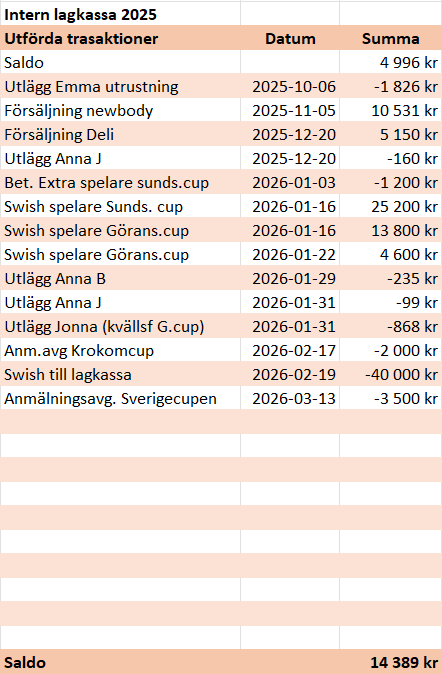 Intern lagkassa 2025
Utförda trasaktioner Datum Summa
Saldo 4 996 kr
Utlägg Emma utrustning 2025-10-06 -1 826 kr
Försäljning newbody 2025-11-05 10 531 kr
Försäljning Deli 2025-12-20 5 150 kr
Utlägg Anna J 2025-12-20 -160 kr
Bet. Extra spelare sunds.cup 2026-01-03 -1 200 kr
Swish spelare Sunds. cup 2026-01-16 25 200 kr
Swish spelare Görans.cup 2026-01-16 13 800 kr
Swish spelare Görans.cup 2026-01-22 4 600 kr
Utlägg Anna B 2026-01-29 -235 kr
Utlägg Anna J 2026-01-31 -99 kr
Utlägg Jonna (kvällsf G.cup) 2026-01-31 -868 kr
Anm.avg Krokomcup 2026-02-17 -2 000 kr
Swish till lagkassa 2026-02-19 -40 000 kr
Anmälningsavg. Sverigecupen 2026-03-13 -3 500 kr
Saldo 14 389 kr